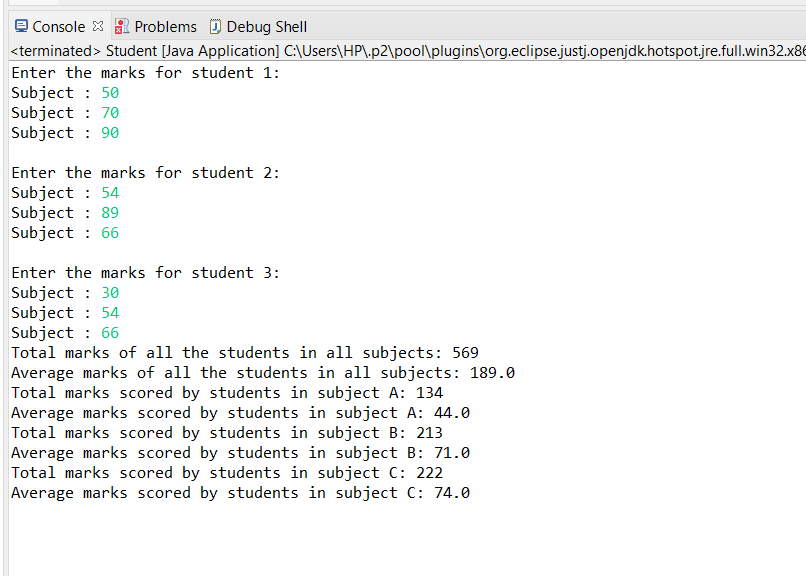 Console Problems Debug Shell
<terminated> Student [Java Application] C:\Users\HP\.p2\pool\plugins\org.eclipse.justj.openjdk.hotspot.jre.full.win32.x86
Enter the marks for student 1:
Subject : 50
Subject : 70
Subject : 90
Enter the marks for student 2:
Subject : 54
Subject : 89
Subject : 66
Enter the marks for student 3:
Subject : 30
Subject : 54
Subject : 66
Total marks of all the students in all subjects: 569
Average marks of all the students in all subjects: 189.0
Total marks scored by students in subject A: 134
Average marks scored by students in subject A: 44.0
Total marks scored by students in subject B: 213
Average marks scored by students in subject B: 71.0
Total marks scored by students in subject C: 222
Average marks scored by students in subject C: 74.0